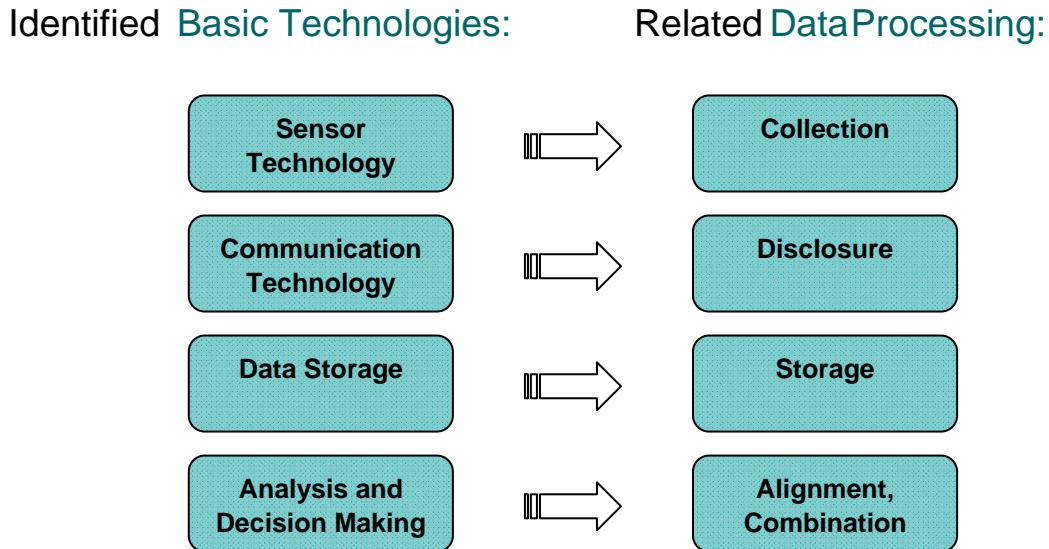 Identified Basic Technologies:
Related DataProcessing:
Sensor
Technology
Collection
Communication
Technology
Disclosure
Data Storage
Storage
Analysis and
Decision Making
Alignment,
Combination